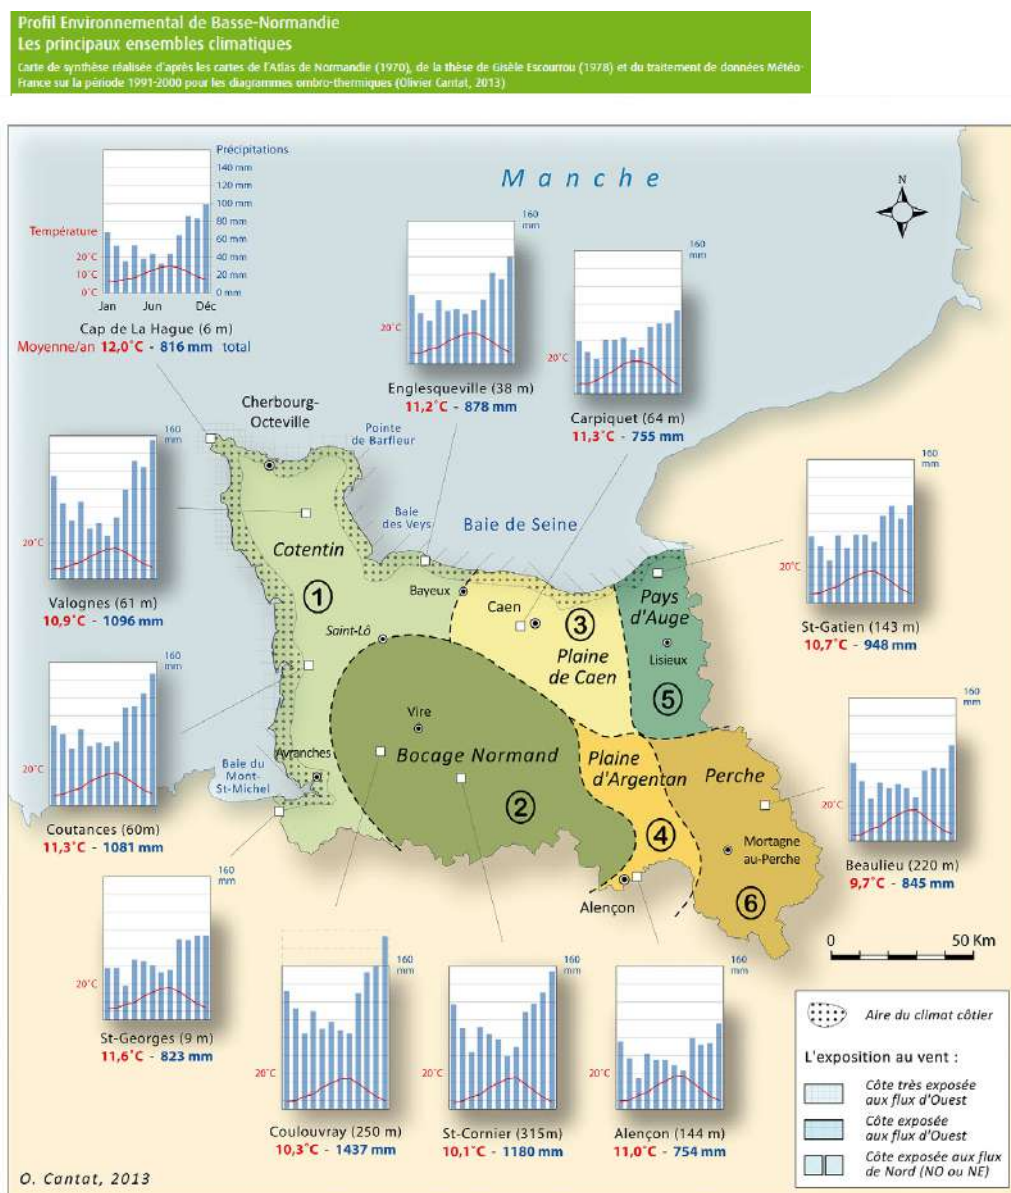 Profil Environnemental de Basse-Normandie
Les principaux ensembles climatiques
Carte de synthèse réalisée d'après les cartes de l'Atlas de Normandie (1970), de la thèse de Gisèle Escourrou (1978) et du traitement de données Météo-
France sur la période 1991-2000 pour les diagrammes ombro-thermiques (Olivier Cantat, 2013)
Précipitations
140 mm
120 mm
100 mm
80 mm
60 mm
40 mm
20 mm
0 mm
Température
20°C
10°C
0°C
Jan Jun Déc
Cap de La Hague (6 m)
Moyenne/an 12,0°C - 816 mm total
Manche
N
160
mm
20°C
Englesqueville (38 m)
11,2°C - 878 mm
160
mm
20°C
Carpiquet (64 m)
11,3°C - 755 mm
Cherbourg-
Octeville
Pointe
de Barfleur
Baie
des Veys
Baie de Seine
160
mm
20°C
Valognes (61 m)
10,9°C - 1096 mm
160
mm
20°C
St-Gatien (143 m)
10,7°C - 948 mm
Cotentin
1
Bayeux
Caen
3
Plaine
de Caen
Pays
d'Auge
Lisieux
5
Saint-Lô
160
mm
20°C
Coutances (60m)
11,3°C - 1081 mm
Vire
Bocage Normand
2
Avranches
Baie du
Mont-
St-Michel
Plaine
d'Argentan
4
Perche
Mortagne
au-Perche
6
Alençon
160
mm
20°C
Beaulieu (220 m)
9,7°C - 845 mm
160
mm
20°C
St-Georges (9 m)
11,6°C - 823 mm
160
mm
20°C
Coulouvray (250 m)
10,3°C - 1437 mm
160
mm
20°C
St-Cornier (315m)
10,1°C - 1180 mm
160
mm
20°C
Alençon (144 m)
11,0°C - 754 mm
0 50 Km
Aire du climat côtier
L'exposition au vent :
Côte très exposée
aux flux d'Ouest
Côte exposée
aux flux d'Ouest
Côte exposée aux flux
de Nord (NO ou NE)
O. Cantat, 2013